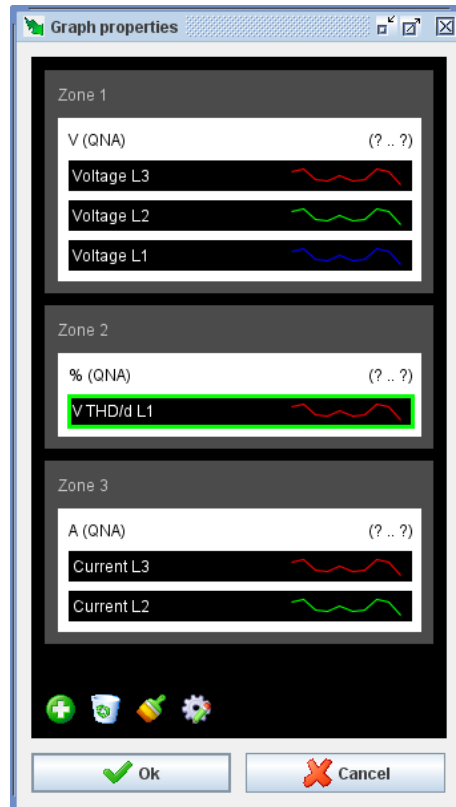 Graph properties
Zone 1
V (QNA) (? .. ?)
Voltage L3
Voltage L2
Voltage L1
Zone 2
% (QNA) (? .. ?)
V THD/d L1
Zone 3
A (QNA) (? .. ?)
Current L3
Current L2
Ok Cancel